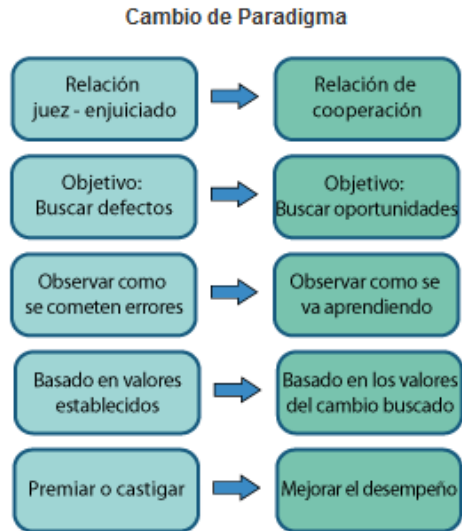 Cambio de Paradigma
Relación
juez - enjuiciado
Relación de
cooperación
Objetivo:
Buscar defectos
Objetivo:
Buscar oportunidades
Observar como
se cometen errores
Observar como se
va aprendiendo
Basado en valores
establecidos
Basado en los valores
del cambio buscado
Premiar o castigar
Mejorar el desempeño